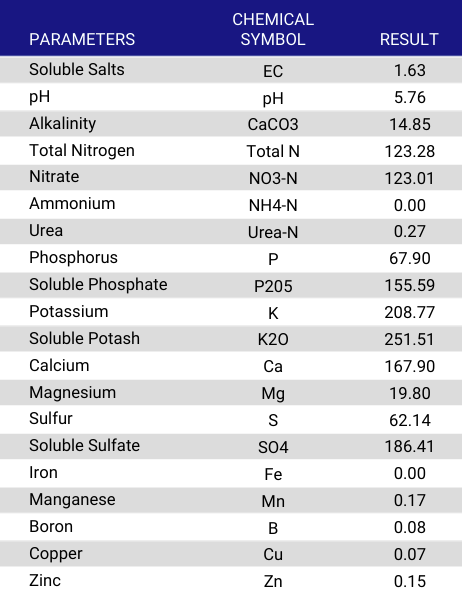 PARAMETERS CHEMICAL SYMBOL RESULT
Soluble Salts EC 1.63
pH pH 5.76
Alkalinity CaCO3 14.85
Total Nitrogen Total N 123.28
Nitrate NO3-N 123.01
Ammonium NH4-N 0.00
Urea Urea-N 0.27
Phosphorus P 67.90
Soluble Phosphate P205 155.59
Potassium K 208.77
Soluble Potash K2O 251.51
Calcium Ca 167.90
Magnesium Mg 19.80
Sulfur S 62.14
Soluble Sulfate SO4 186.41
Iron Fe 0.00
Manganese Mn 0.17
Boron B 0.08
Copper Cu 0.07
Zinc Zn 0.15